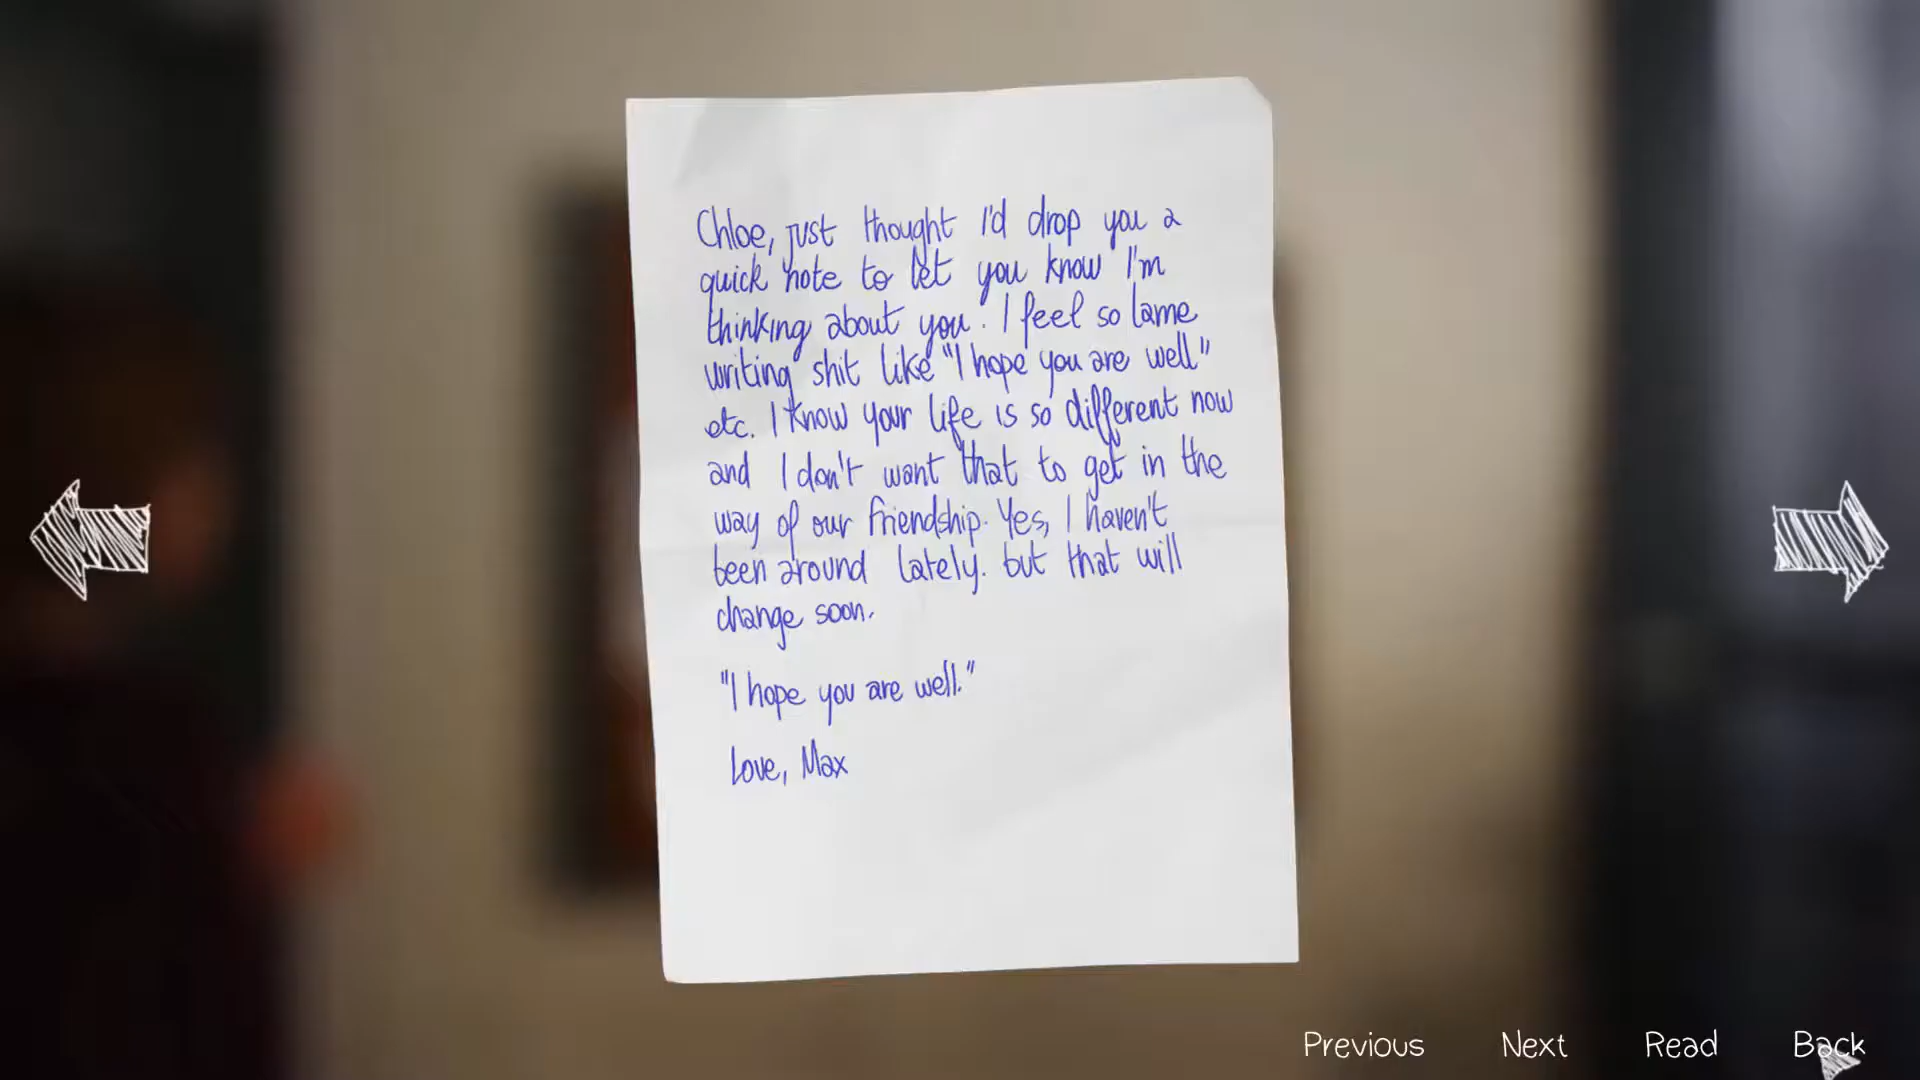 Chloe, just thought I'd drop you a
quick note to let you know I'm
thinking about you. I feel so lame
writing shit like "I hope you are well"
etc. I know your life is so different now
and I don't want that to get in the
way of our friendship. Yes, I haven't
been around lately. but that will
change soon.
"I hope you are well."
Love, Max
Previous Next Read Back